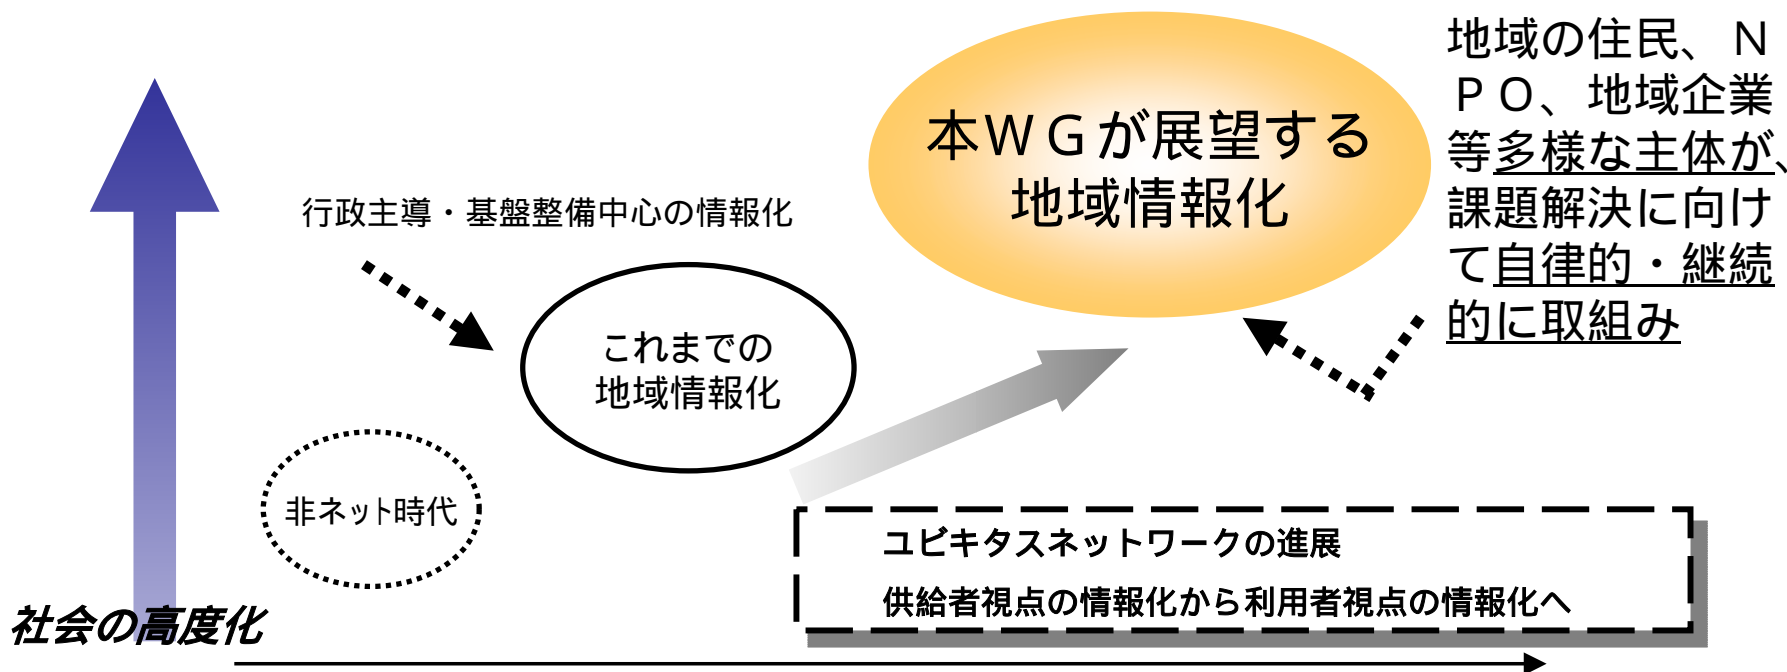 本ＷＧが展望する
地域情報化
地域の住民、Ｎ
ＰＯ、地域企業
等多様な主体が、
課題解決に向け
て自律的・継続
的に取組み
行政主導・基盤整備中心の情報化
これまでの
地域情報化
非ネット時代
ユビキタスネットワークの進展
供給者視点の情報化から利用者視点の情報化へ
社会の高度化